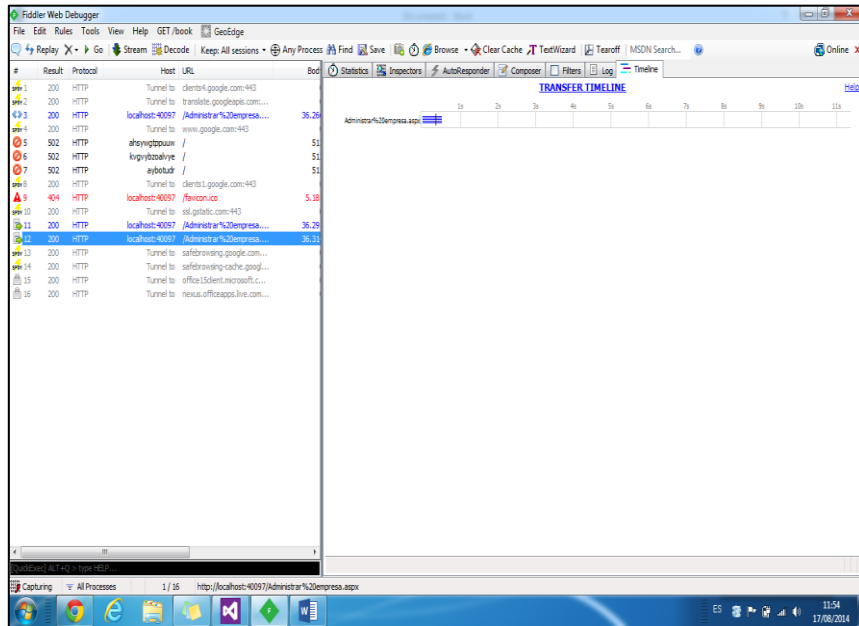 Fiddler Web Debugger
File Edit Rules Tools View Help GET /book GeoEdge
Replay X Go Stream Decode Keep: All sessions Any Process Find Save Browse Clear Cache TextWizard Tearoff MSDN Search... Online x
Statistics Inspectors AutoResponder Composer Filters Log Timeline
# Result Protocol Host URL Bod
TRANSFER TIMELINE Help
1s 2s 3s 4s 5s 6s 7s 8s 9s 10s 11s
Administrar%20empresa.aspx
1 200 HTTP Tunnel to clients4.google.com:443
2 200 HTTP Tunnel to translate.googleapis.com:...
3 200 HTTP localhost:40097 /Administrar%20empresa.... 36.26
4 200 HTTP Tunnel to www.google.com:443
5 502 HTTP ahsywgtppuuw / 51
6 502 HTTP kvgvybzoalvye / 51
7 502 HTTP aybotudr / 51
8 200 HTTP Tunnel to clients1.google.com:443
9 404 HTTP localhost:40097 /favicon.ico 5.18
10 200 HTTP Tunnel to ssl.gstatic.com:443
11 200 HTTP localhost:40097 /Administrar%20empresa.... 36.29
12 200 HTTP localhost:40097 /Administrar%20empresa.... 36.31
13 200 HTTP Tunnel to safebrowsing.google.com...
14 200 HTTP Tunnel to safebrowsing-cache.googl...
15 200 HTTP Tunnel to office15client.microsoft.c...
16 200 HTTP Tunnel to nexus.officeapps.live.com...
[QuickExec] ALT+Q > type HELP...
Capturing All Processes 1 / 16 http://localhost:40097/Administrar%20empresa.aspx
ES 11:54
17/08/2014